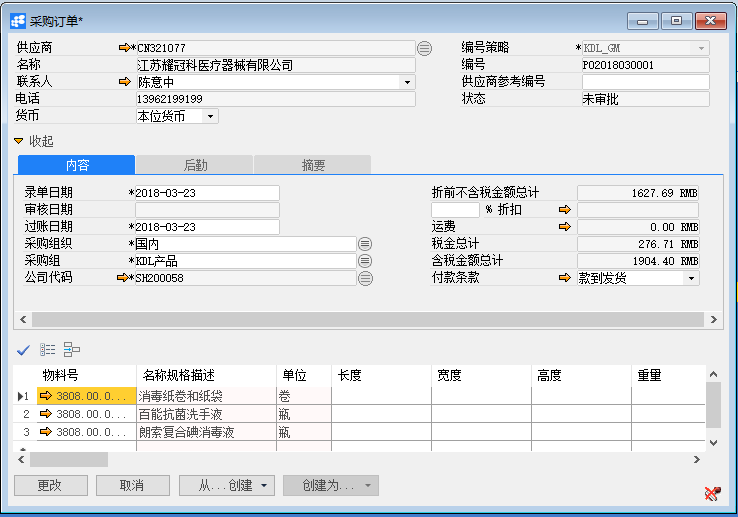 采购订单*
供应商 *CN321077 编号策略 *KDL_GM
名称 江苏耀冠科医疗器械有限公司 编号 PO2018030001
联系人 陈意中 供应商参考编号
电话 13962199199 状态 未审批
货币 本位货币
收起
内容 后勤 摘要
录单日期 *2018-03-23 折前不含税金额总计 1627.69 RMB
审核日期 % 折扣
过账日期 *2018-03-23 运费 0.00 RMB
采购组织 *国内 税金总计 276.71 RMB
采购组 *KDL产品 含税金额总计 1904.40 RMB
公司代码 *SH200058 付款条款 款到发货
物料号 名称规格描述 单位 长度 宽度 高度 重量
1 3808.00.0... 消毒纸卷和纸袋 卷
2 3808.00.0... 百能抗菌洗手液 瓶
3 3808.00.0... 朗索复合碘消毒液 瓶
*
更改 取消 从...创建 创建为...